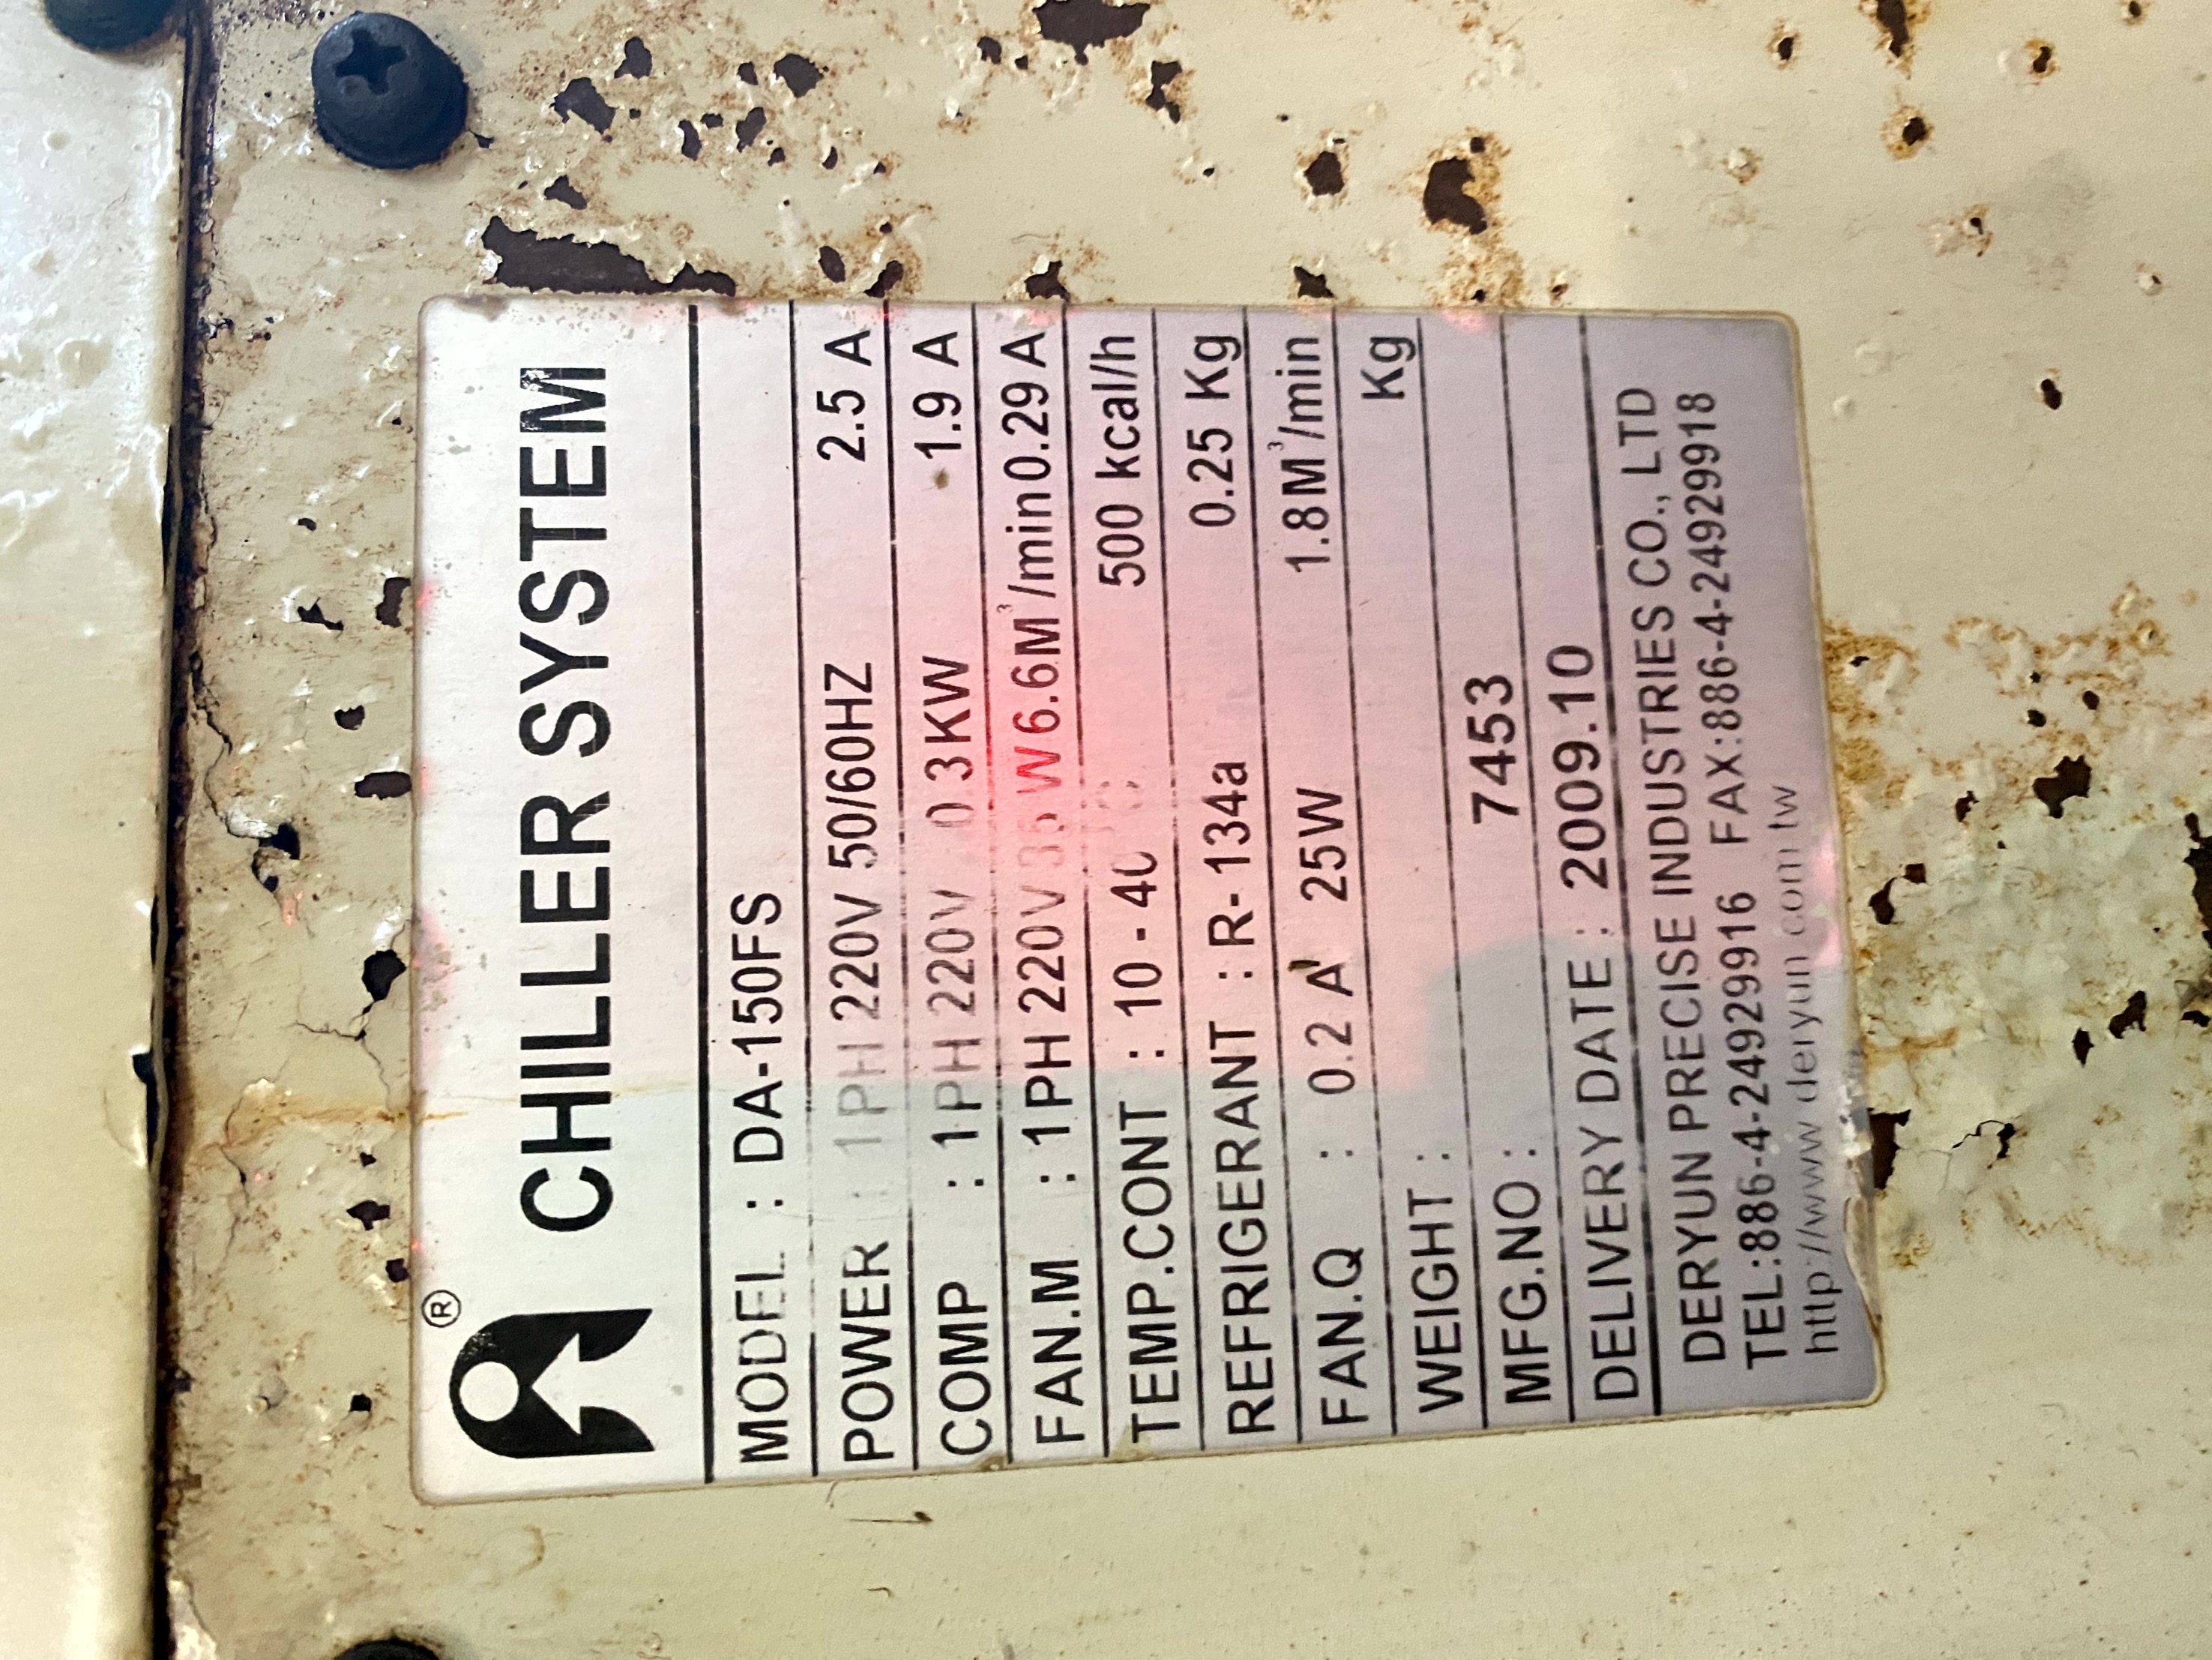 ®
CHILLER SYSTEM
MODEL : DA-150FS
POWER : 1PH 220V 50/60HZ 2.5 A
COMP : 1PH 220V 0.3KW 1.9 A
FAN.M : 1PH 220V W 6.6M³/min 0.29 A
TEMP.CONT : 10 - 40 °C 500 kcal/h
REFRIGERANT : R-134a 0.25 Kg
FAN.Q : 0.2 A 25W 1.8M³/min
WEIGHT : Kg
MFG.NO : 7453
DELIVERY DATE : 2009.10
DERYUN PRECISE INDUSTRIES CO., LTD
TEL:886-4-24929916 FAX:886-4-24929918
http://www.deryun.com.tw